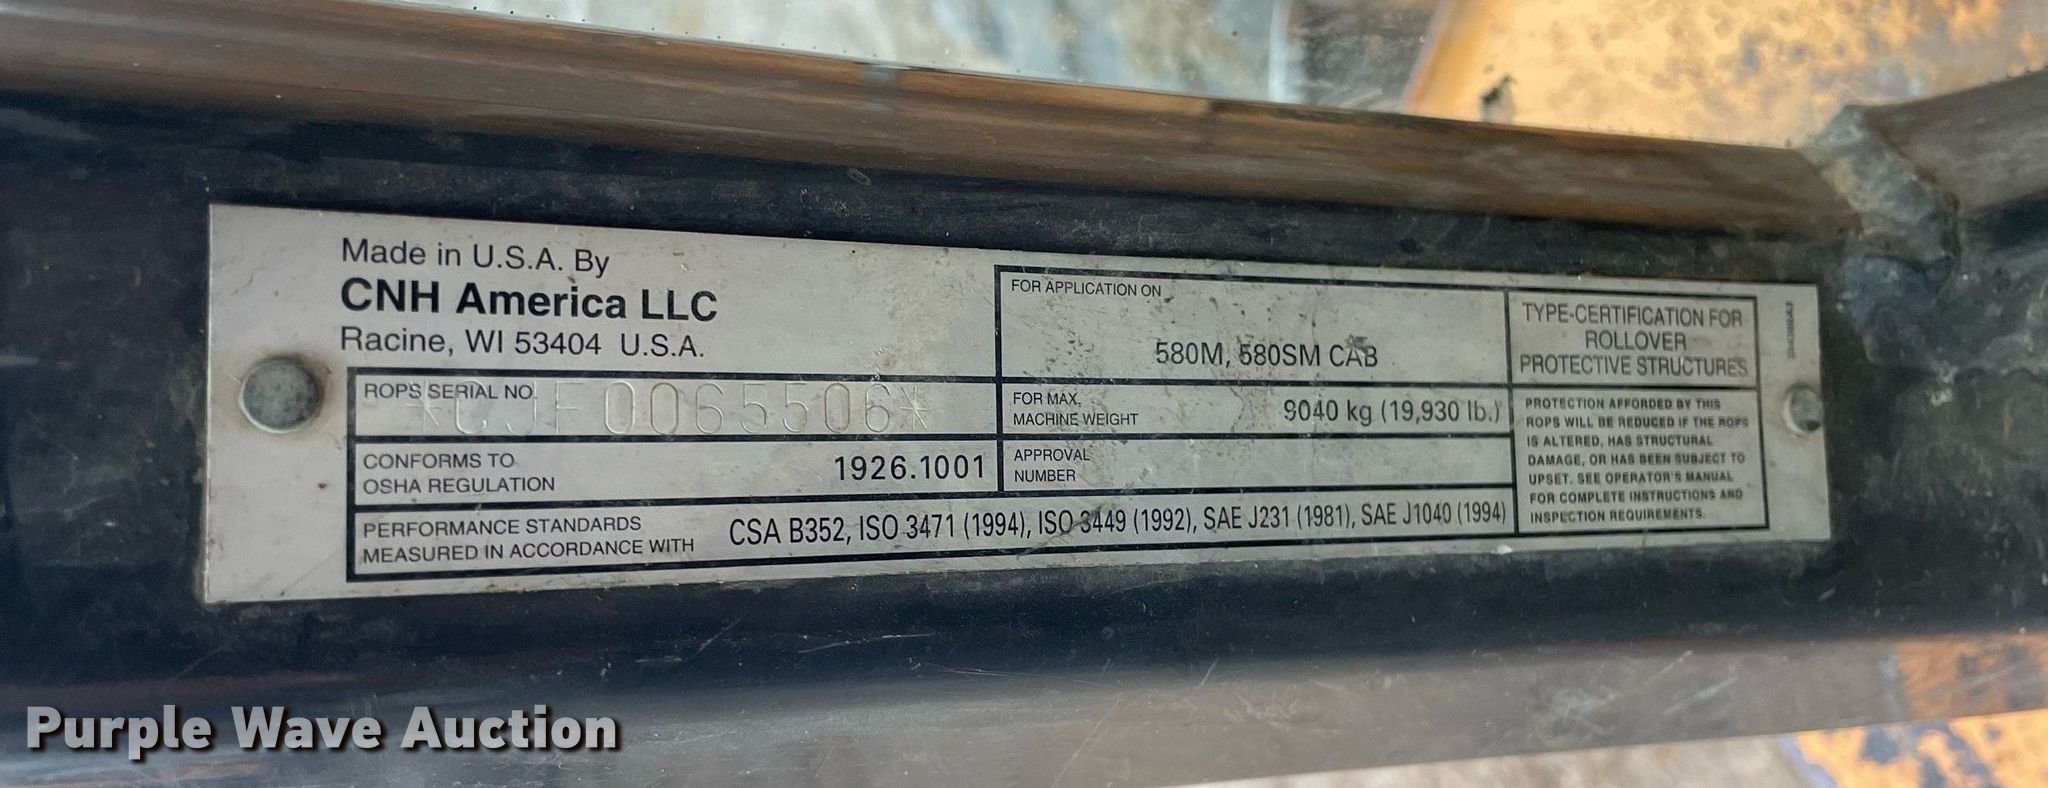 Made in U.S.A. By
CNH America LLC
Racine, WI 53404 U.S.A.
ROPS SERIAL NO.
*CJF0065506*
CONFORMS TO
OSHA REGULATION
1926.1001
PERFORMANCE STANDARDS
MEASURED IN ACCORDANCE WITH
CSA B352, ISO 3471 (1994), ISO 3449 (1992), SAE J231 (1981), SAE J1040 (1994)
FOR APPLICATION ON
580M, 580SM CAB
FOR MAX.
MACHINE WEIGHT
9040 kg (19,930 lb.)
APPROVAL
NUMBER
TYPE-CERTIFICATION FOR
ROLLOVER
PROTECTIVE STRUCTURES
PROTECTION AFFORDED BY THIS
ROPS WILL BE REDUCED IF THE ROPS
IS ALTERED, HAS STRUCTURAL
DAMAGE, OR HAS BEEN SUBJECT TO
UPSET. SEE OPERATOR'S MANUAL
FOR COMPLETE INSTRUCTIONS AND
INSPECTION REQUIREMENTS.
Purple Wave Auction